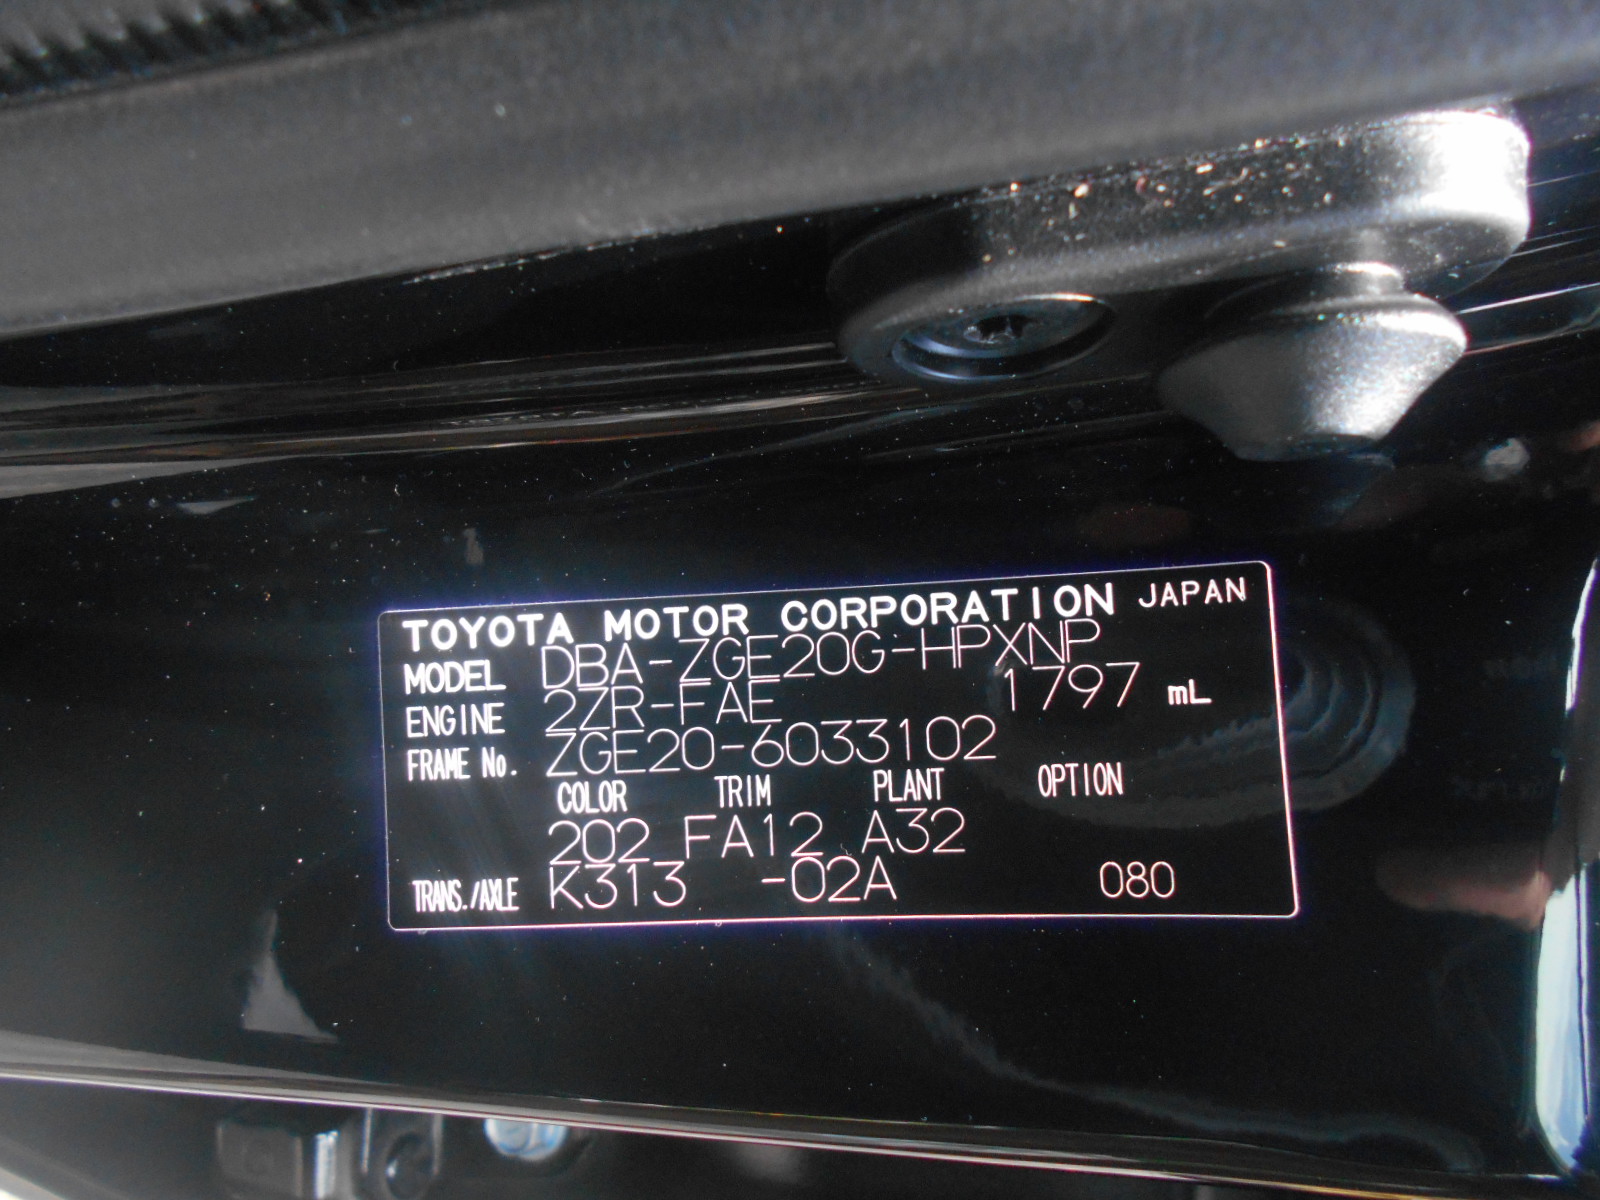 TOYOTA MOTOR CORPORATION JAPAN
MODEL DBA-ZGE20G-HPXNP
ENGINE 2ZR-FAE 1797 mL
FRAME No. ZGE20-6033102
COLOR TRIM PLANT OPTION
202 FA12 A32
TRANS./AXLE K313 -02A 080